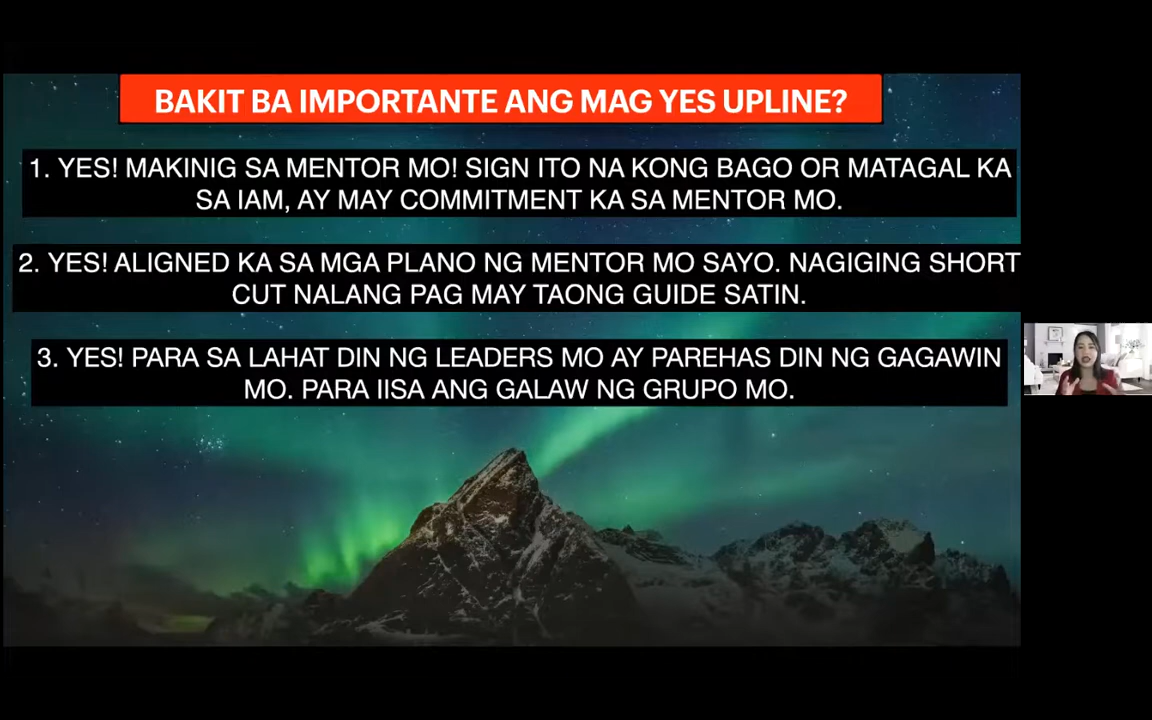 BAKIT BA IMPORTANTE ANG MAG YES UPLINE?
1. YES! MAKINIG SA MENTOR MO! SIGN ITO NA KONG BAGO OR MATAGAL KA
SA IAM, AY MAY COMMITMENT KA SA MENTOR MO.
2. YES! ALIGNED KA SA MGA PLANO NG MENTOR MO SAYO. NAGIGING SHORT
CUT NALANG PAG MAY TAONG GUIDE SATIN.
3. YES! PARA SA LAHAT DIN NG LEADERS MO AY PAREHAS DIN NG GAGAWIN
MO. PARA IISA ANG GALAW NG GRUPO MO.